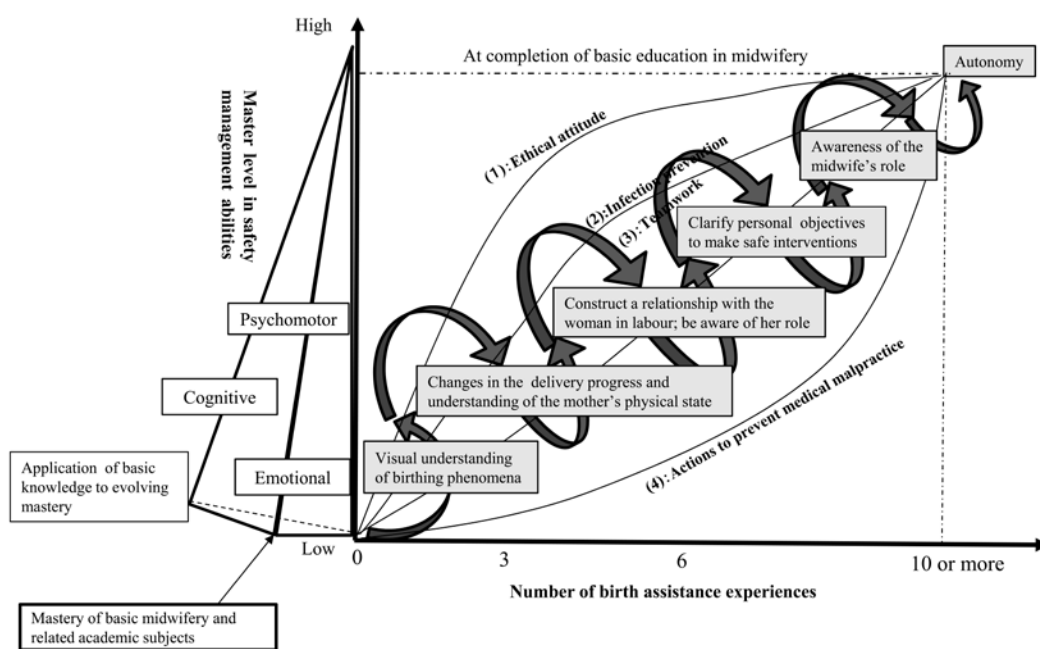 High
At completion of basic education in midwifery
Autonomy
Master level in safety
management abilities
(1): Ethical attitude
Awareness of the
midwife's role
(2):Infection prevention
(3):Teamwork
Clarify personal objectives
to make safe interventions
Construct a relationship with the
woman in labour; be aware of her role
Psychomotor
Changes in the delivery progress and
understanding of the mother's physical state
Cognitive
(4):Actions to prevent medical malpractice
Visual understanding
of birthing phenomena
Application of basic
knowledge to evolving
mastery
Emotional
Low
0
3
6
10 or more
Number of birth assistance experiences
Mastery of basic midwifery and
related academic subjects